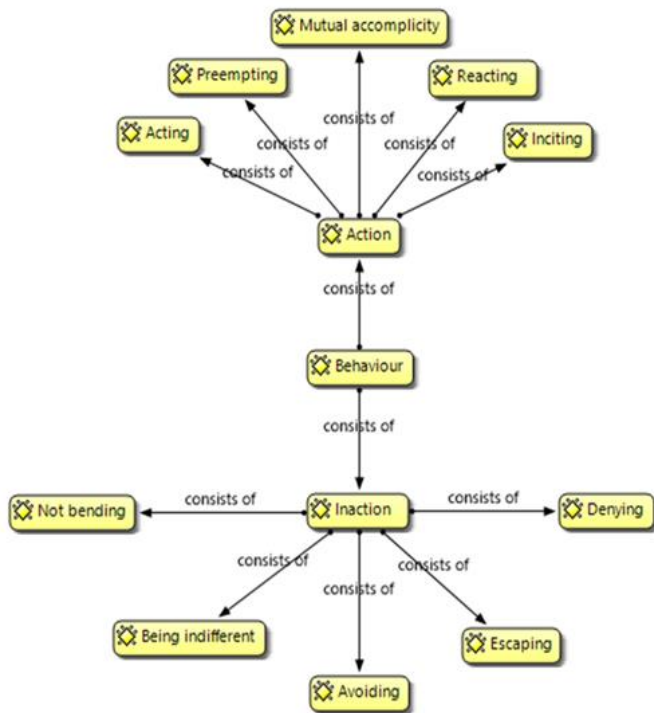 Mutual accomplicity
Preempting
Reacting
Acting
Inciting
consists of
consists of
consists of
consists of
consists of
Action
consists of
Behaviour
consists of
Not bending
consists of
Inaction
consists of
Denying
consists of
consists of
consists of
Being indifferent
Escaping
Avoiding